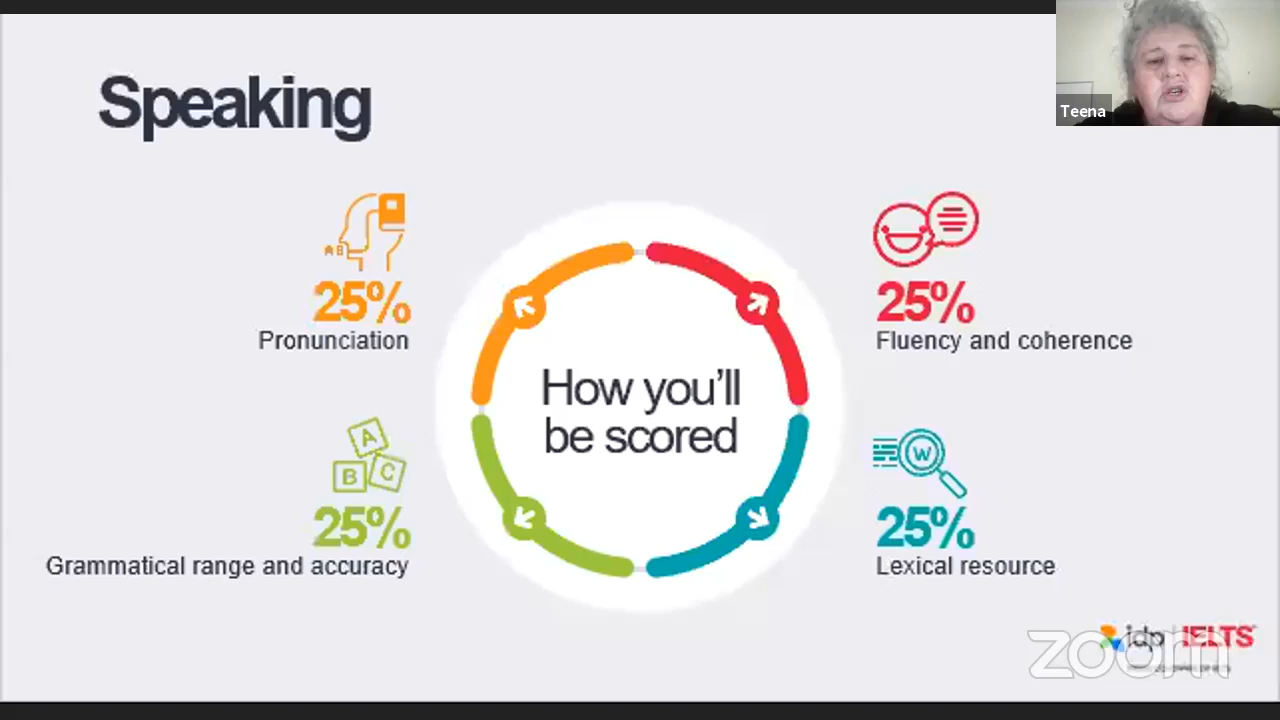 Speaking
Teena
25%
Pronunciation
25%
Fluency and coherence
How you'll
be scored
A
B
C
25%
Grammatical range and accuracy
W
25%
Lexical resource
idp IELTS
zoom